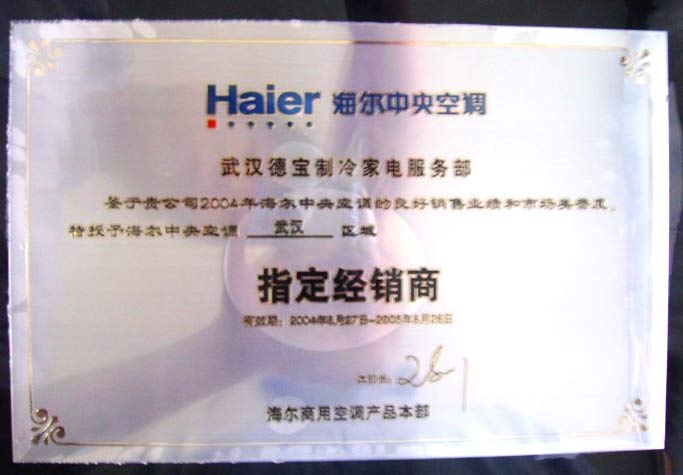 Haier 海尔中央空调
武汉德宝制冷家电服务部
鉴于贵公司2004年海尔中央空调的良好销售业绩和市场美誉度,
特授予海尔中央空调 武汉 区域
指定经销商
有效期：2004年8月27日-2005年8月26日
本部长：
海尔商用空调产品本部